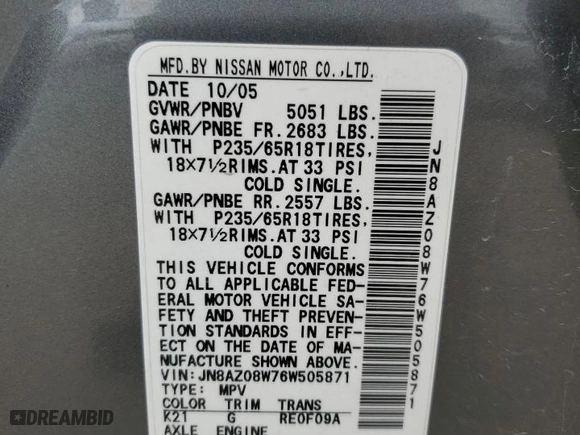 MFD.BY NISSAN MOTOR CO.,LTD.
DATE 10/05
GVWR/PNBV 5051 LBS.
GAWR/PNBE FR.2683 LBS.
WITH P235/65R18TIRES,
18×7½RIMS.AT 33 PSI
COLD SINGLE.
GAWR/PNBE RR.2557 LBS.
WITH P235/65R18TIRES,
18×7½RIMS.AT 33 PSI
COLD SINGLE.
THIS VEHICLE CONFORMS
TO ALL APPLICABLE FED-
ERAL MOTOR VEHICLE SA-
FETY AND THEFT PREVEN-
TION STANDARDS IN EFF-
ECT ON THE DATE OF MA-
NUFACTURE SHOWN ABOVE.
VIN:JN8AZ08W76W505871
TYPE: MPV
COLOR TRIM TRANS
K21 G RE0F09A
AXLE ENGINE
JN8AZ08W76W505871
DREAMBID